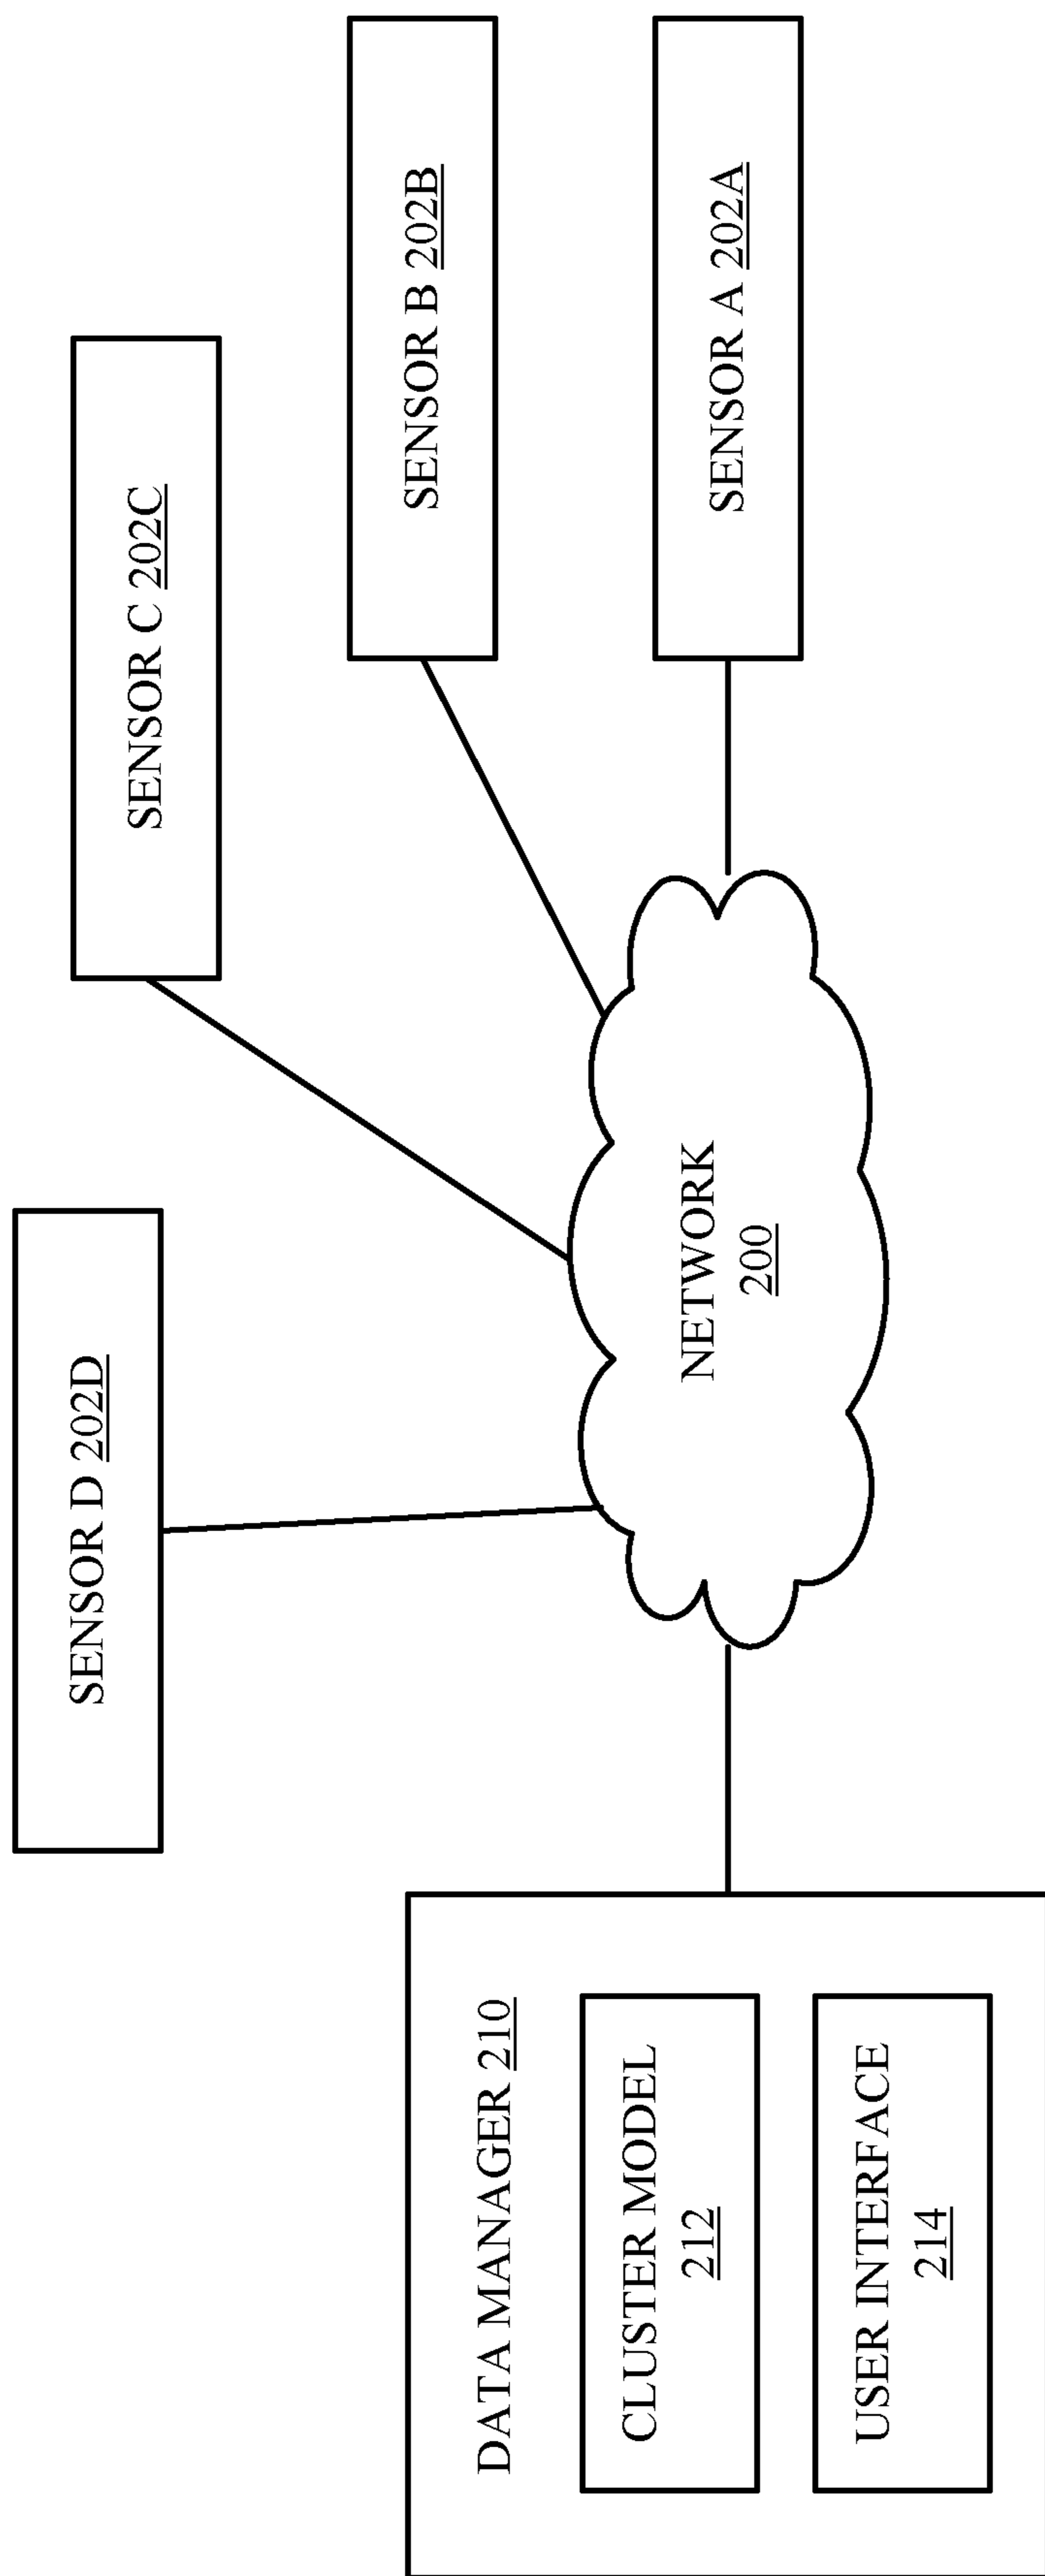 SENSOR D 202D
SENSOR C 202C
SENSOR B 202B
SENSOR A 202A
DATA MANAGER 210
CLUSTER MODEL
212
USER INTERFACE
214
NETWORK
200